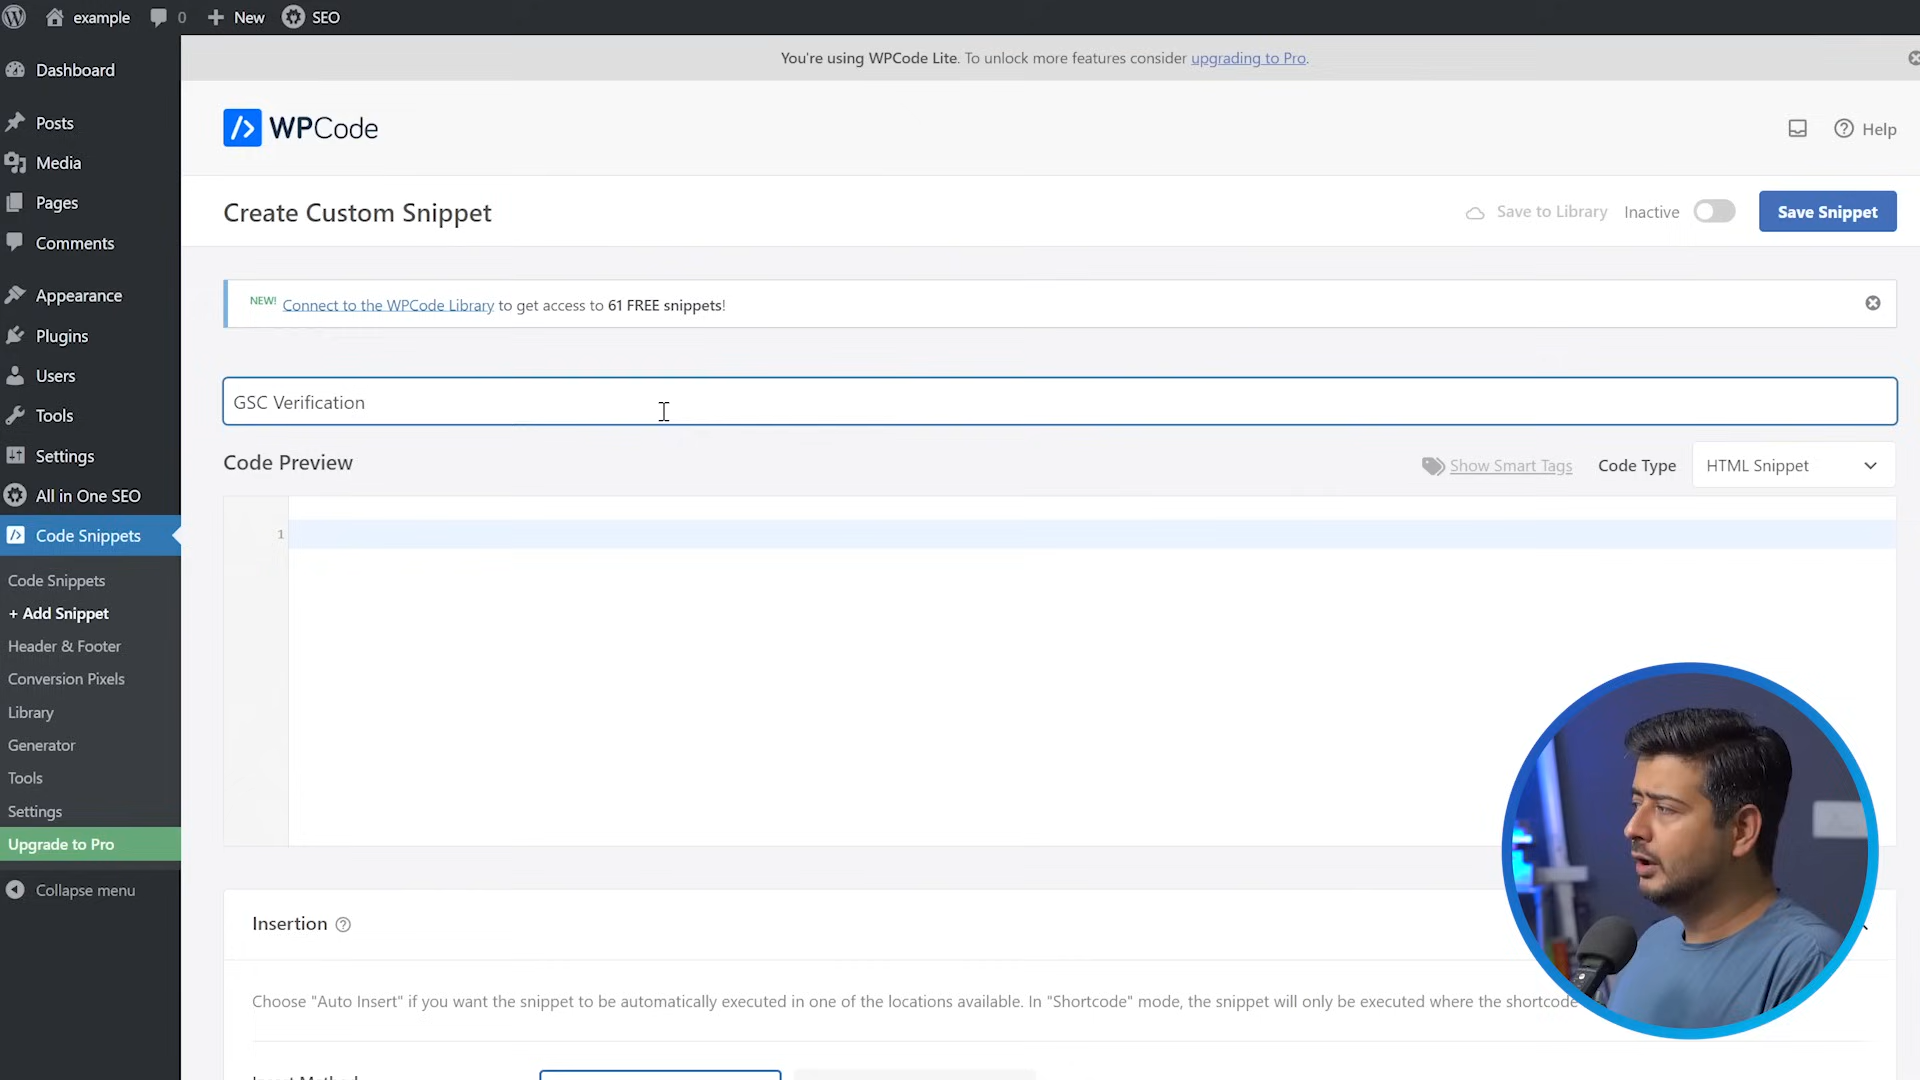 example
0
New
SEO
Dashboard
Posts
Media
Pages
Comments
Appearance
Plugins
Users
Tools
Settings
All in One SEO
Code Snippets
Code Snippets
+ Add Snippet
Header & Footer
Conversion Pixels
Library
Generator
Tools
Settings
Upgrade to Pro
Collapse menu
You're using WPCode Lite. To unlock more features consider upgrading to Pro.
WPCode
Help
Create Custom Snippet
Save to Library
Inactive
Save Snippet
NEW! Connect to the WPCode Library to get access to 61 FREE snippets!
GSC Verification
Code Preview
Show Smart Tags
Code Type
HTML Snippet
1
Insertion
Choose "Auto Insert" if you want the snippet to be automatically executed in one of the locations available. In "Shortcode" mode, the snippet will only be executed where the shortcode